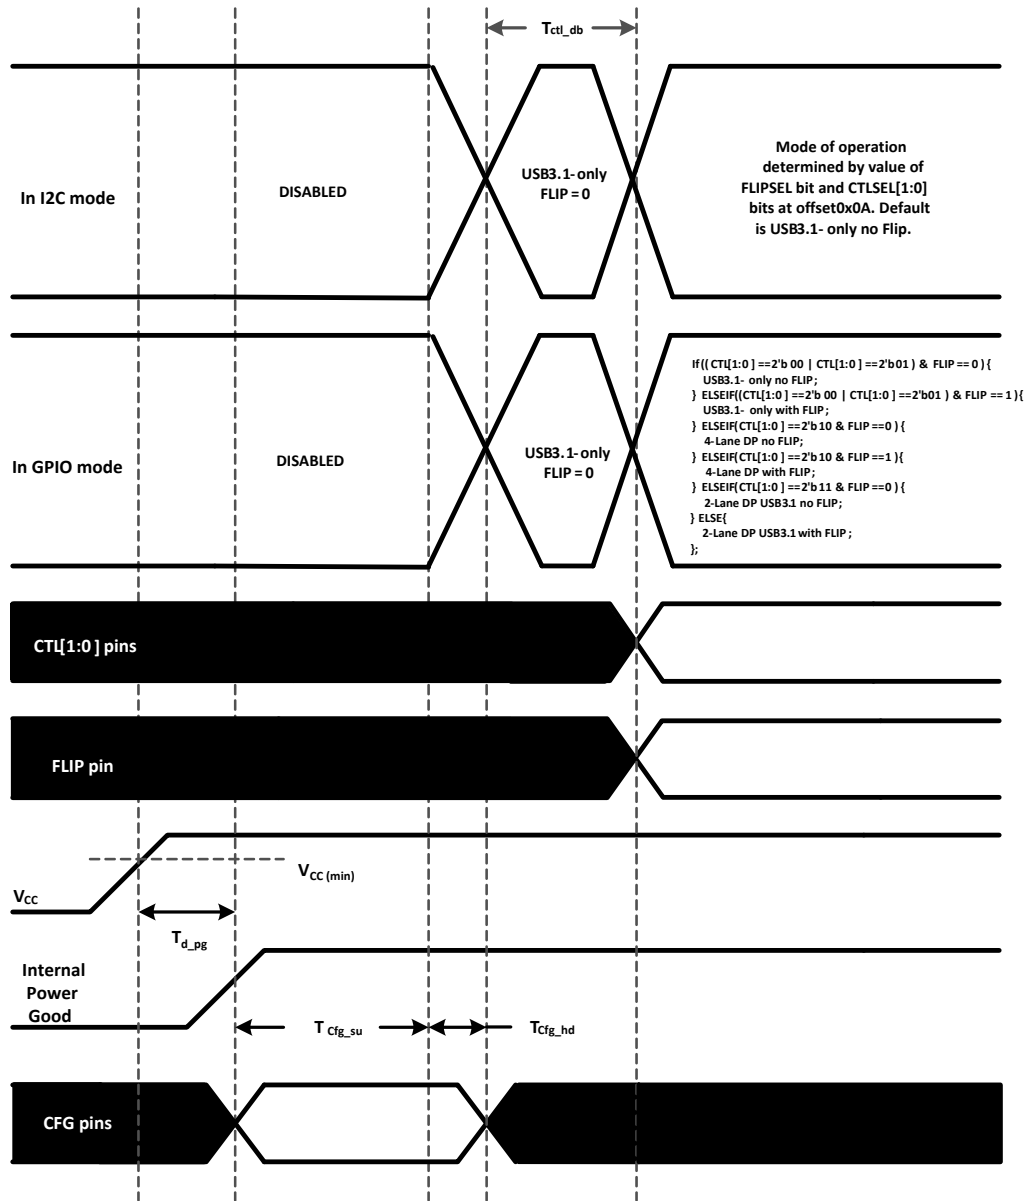 Tctl_db
In I2C mode
DISABLED
USB3.1- only
FLIP = 0
Mode of operation
determined by value of
FLIPSEL bit and CTLSEL[1:0]
bits at offset0x0A. Default
is USB3.1- only no Flip.
In GPIO mode
DISABLED
USB3.1- only
FLIP = 0
If(( CTL[1:0 ] ==2'b 00 | CTL[1:0 ] ==2'b01 ) & FLIP == 0 ) {
USB3.1- only no FLIP ;
} ELSEIF((CTL[1:0 ] ==2'b 00 | CTL[1:0 ] ==2'b01 ) & FLIP == 1 ) {
USB3.1- only with FLIP ;
} ELSEIF(CTL[1:0 ] ==2'b 10 & FLIP ==0 ) {
4-Lane DP no FLIP;
} ELSEIF(CTL[1:0 ] ==2'b 10 & FLIP ==1 ) {
4-Lane DP with FLIP ;
} ELSEIF(CTL[1:0 ] ==2'b 11 & FLIP ==0 ) {
2-Lane DP USB3.1 no FLIP ;
} ELSE{
2-Lane DP USB3.1 with FLIP ;
};
CTL[1:0 ] pins
FLIP pin
VCC (min)
VCC
Td_pg
Internal
Power
Good
T Cfg_su
TCfg_hd
CFG pins